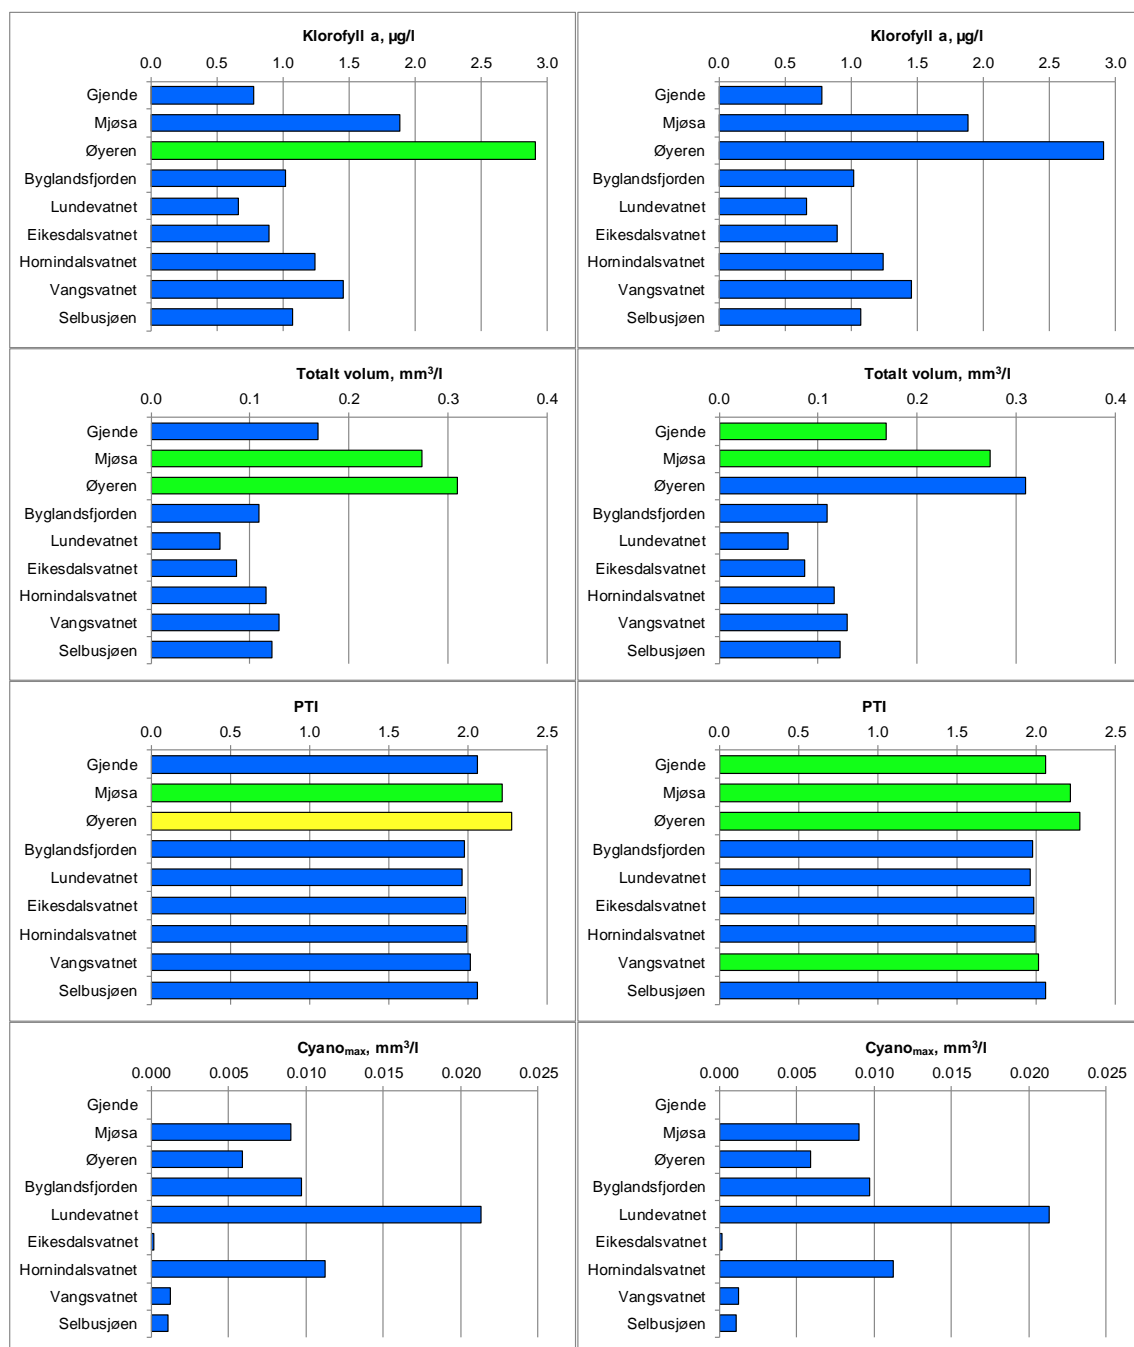 Klorofyll a, µg/l
0.0 0.5 1.0 1.5 2.0 2.5 3.0
Gjende
Mjøsa
Øyeren
Byglandsfjorden
Lundevatnet
Eikesdalsvatnet
Hornindalsvatnet
Vangsvatnet
Selbusjøen
Klorofyll a, µg/l
0.0 0.5 1.0 1.5 2.0 2.5 3.0
Gjende
Mjøsa
Øyeren
Byglandsfjorden
Lundevatnet
Eikesdalsvatnet
Hornindalsvatnet
Vangsvatnet
Selbusjøen
Totalt volum, mm³/l
0.0 0.1 0.2 0.3 0.4
Gjende
Mjøsa
Øyeren
Byglandsfjorden
Lundevatnet
Eikesdalsvatnet
Hornindalsvatnet
Vangsvatnet
Selbusjøen
Totalt volum, mm³/l
0.0 0.1 0.2 0.3 0.4
Gjende
Mjøsa
Øyeren
Byglandsfjorden
Lundevatnet
Eikesdalsvatnet
Hornindalsvatnet
Vangsvatnet
Selbusjøen
PTI
0.0 0.5 1.0 1.5 2.0 2.5
Gjende
Mjøsa
Øyeren
Byglandsfjorden
Lundevatnet
Eikesdalsvatnet
Hornindalsvatnet
Vangsvatnet
Selbusjøen
PTI
0.0 0.5 1.0 1.5 2.0 2.5
Gjende
Mjøsa
Øyeren
Byglandsfjorden
Lundevatnet
Eikesdalsvatnet
Hornindalsvatnet
Vangsvatnet
Selbusjøen
Cyanomax, mm³/l
0.000 0.005 0.010 0.015 0.020 0.025
Gjende
Mjøsa
Øyeren
Byglandsfjorden
Lundevatnet
Eikesdalsvatnet
Hornindalsvatnet
Vangsvatnet
Selbusjøen
Cyanomax, mm³/l
0.000 0.005 0.010 0.015 0.020 0.025
Gjende
Mjøsa
Øyeren
Byglandsfjorden
Lundevatnet
Eikesdalsvatnet
Hornindalsvatnet
Vangsvatnet
Selbusjøen